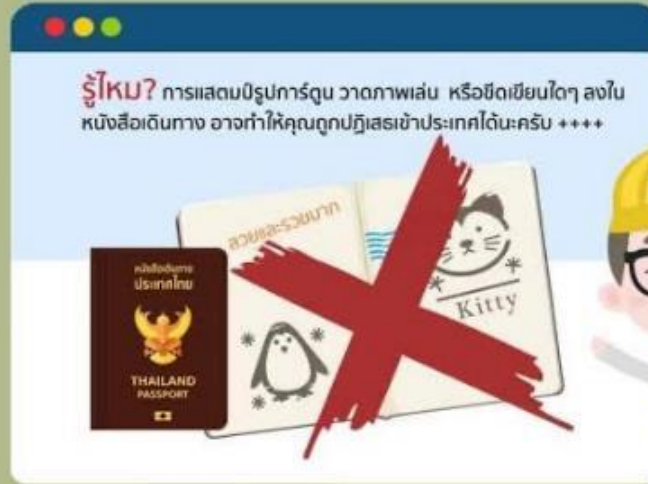 รู้ไหม? การแสตมป์รูปการ์ตูน วาดภาพเล่น หรือขีดเขียนใดๆ ลงใน
หนังสือเดินทาง อาจทำให้คุณถูกปฏิเสธเข้าประเทศได้นะครับ ++++
สวยและรวยมาก
หนังสือเดินทาง
ประเทศไทย
THAILAND
PASSPORT
Kitty